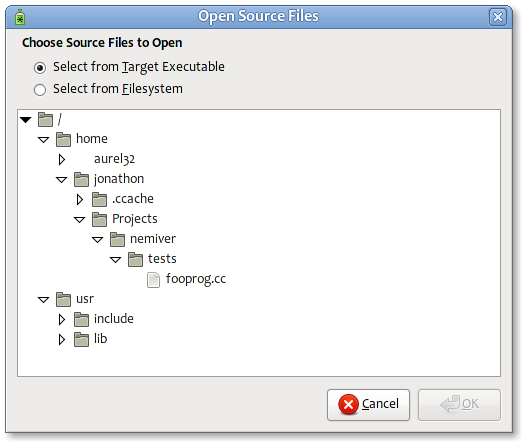 Open Source Files
Choose Source Files to Open
Select from Target Executable
Select from Filesystem
/
home
aurel32
jonathon
.ccache
Projects
nemiver
tests
fooprog.cc
usr
include
lib
Cancel OK